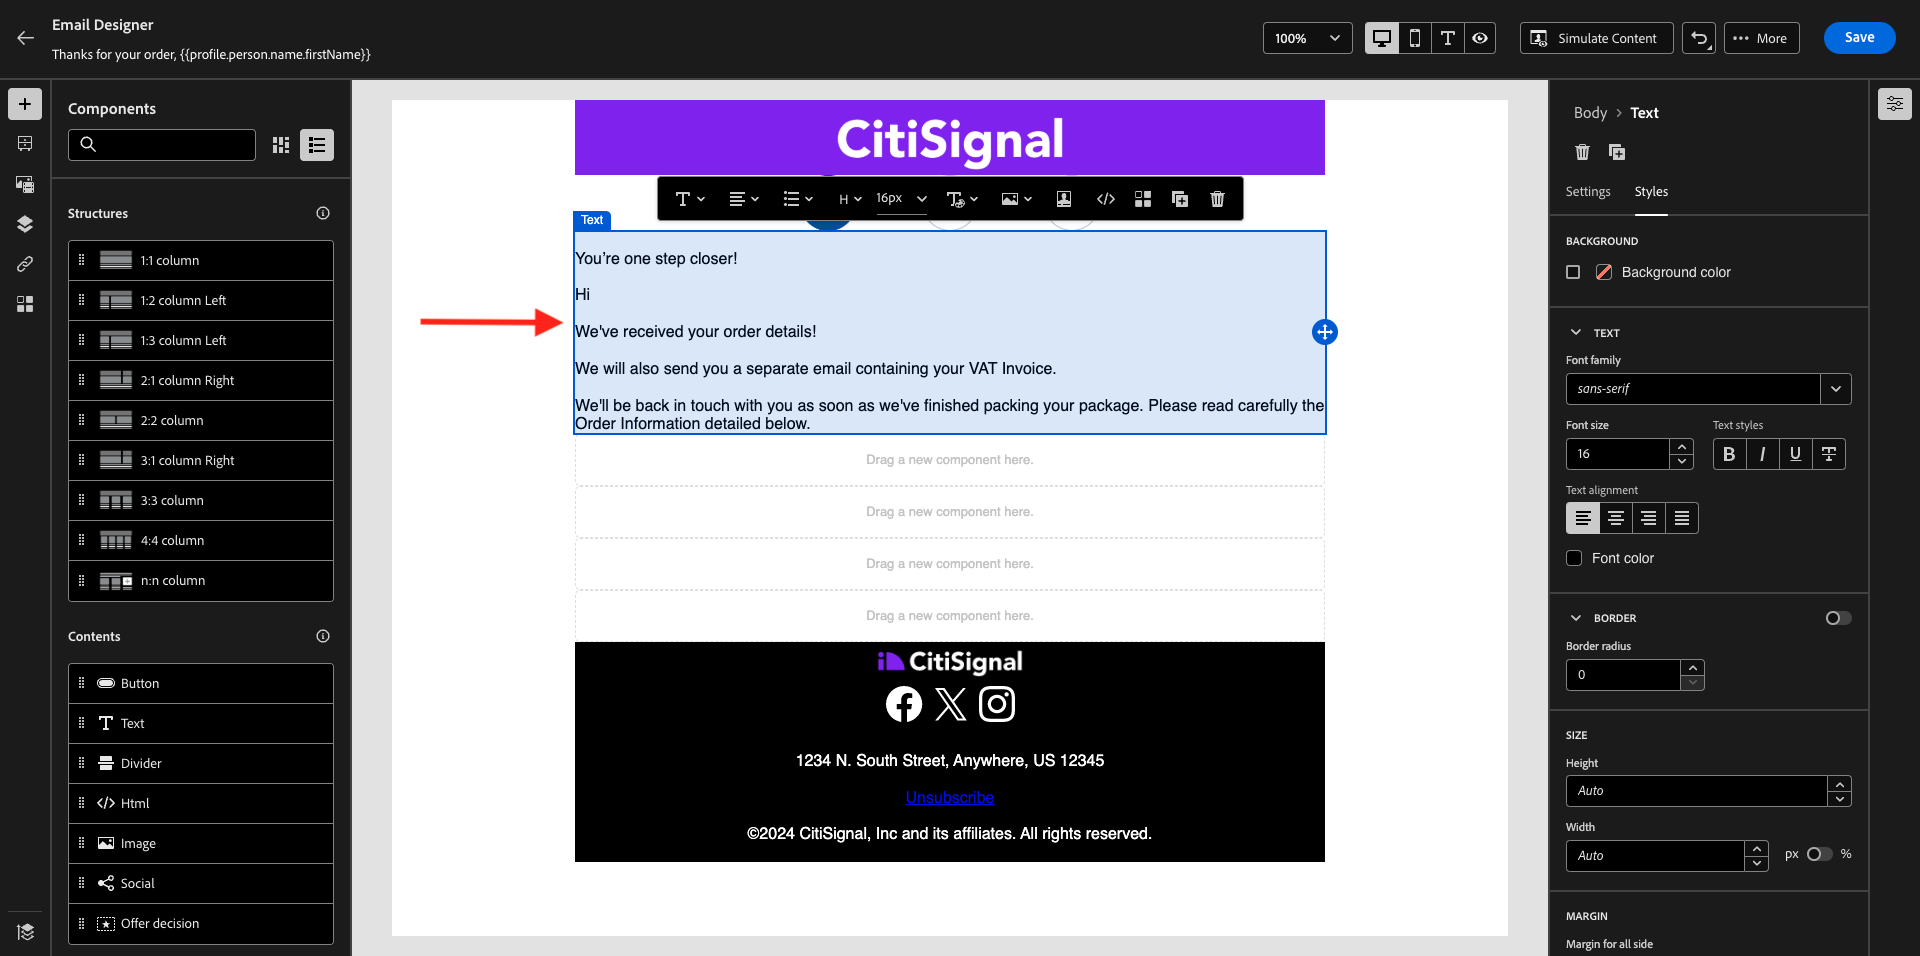 Email Designer
Thanks for your order, {{profile.person.name.firstName}}
100%
Simulate Content
More
Save
Components
Structures
1:1 column
1:2 column Left
1:3 column Left
2:1 column Right
2:2 column
3:1 column Right
3:3 column
4:4 column
n:n column
Contents
Button
Text
Divider
Html
Image
Social
Offer decision
CitiSignal
H
16px
Text
You’re one step closer!
Hi
We've received your order details!
We will also send you a separate email containing your VAT Invoice.
We'll be back in touch with you as soon as we've finished packing your package. Please read carefully the
Order Information detailed below.
Drag a new component here.
Drag a new component here.
Drag a new component here.
Drag a new component here.
CitiSignal
1234 N. South Street, Anywhere, US 12345
Unsubscribe
©2024 CitiSignal, Inc and its affiliates. All rights reserved.
Body > Text
Settings
Styles
BACKGROUND
Background color
TEXT
Font family
sans-serif
Font size
Text styles
16
B I U T
Text alignment
Font color
BORDER
Border radius
0
SIZE
Height
Auto
Width
Auto
px
%
MARGIN
Margin for all side